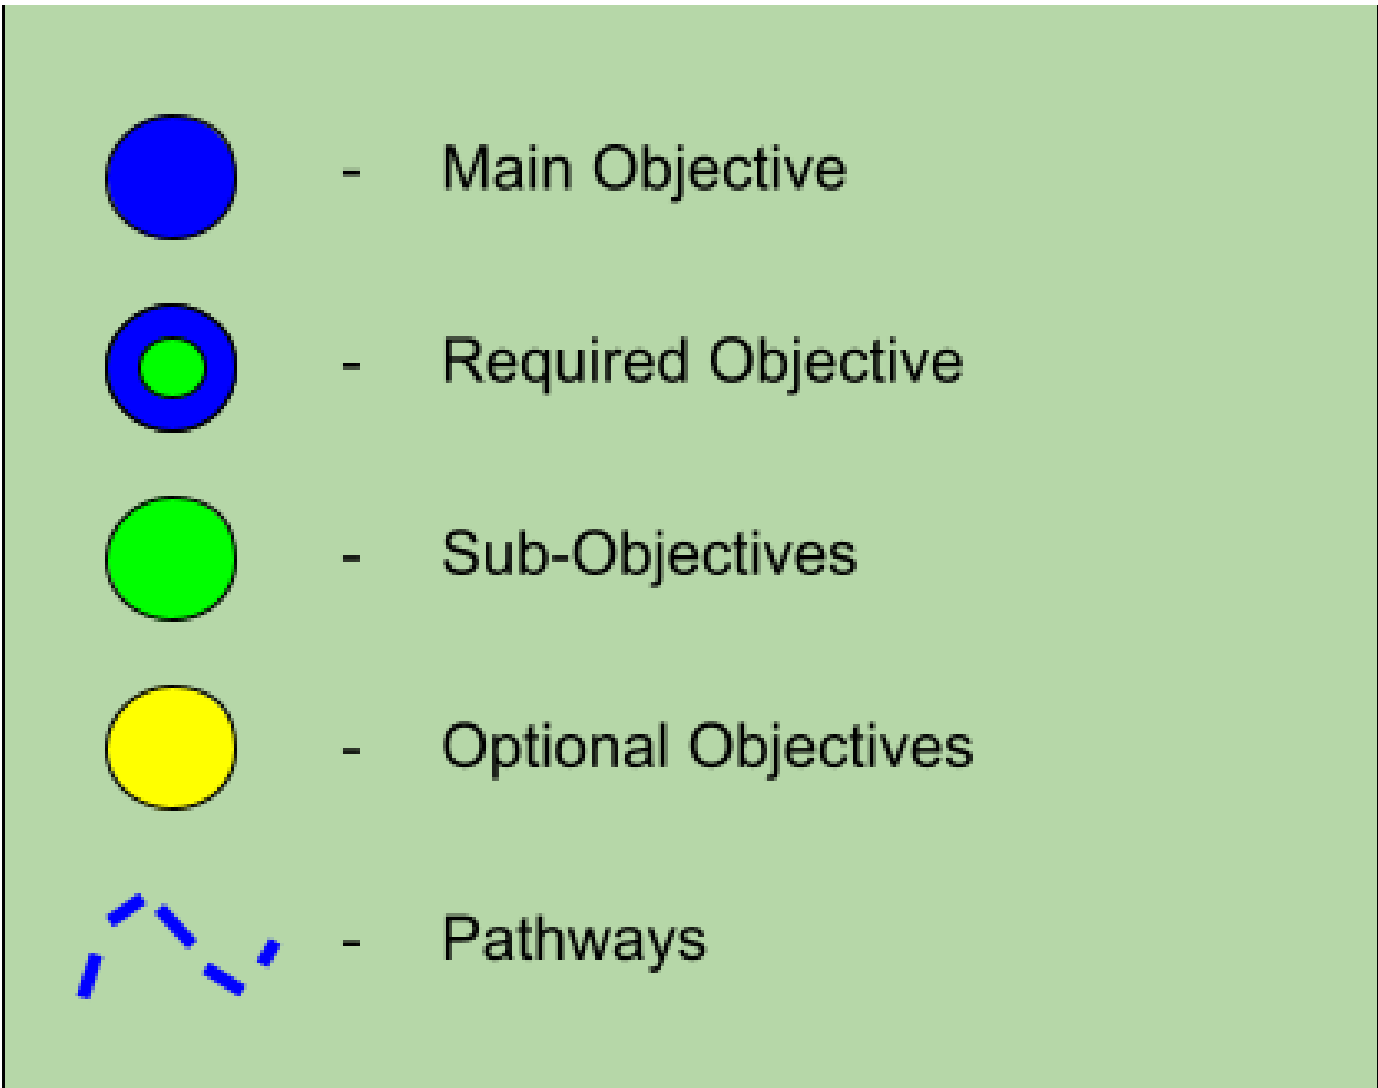 - Main Objective
- Required Objective
- Sub-Objectives
- Optional Objectives
- Pathways